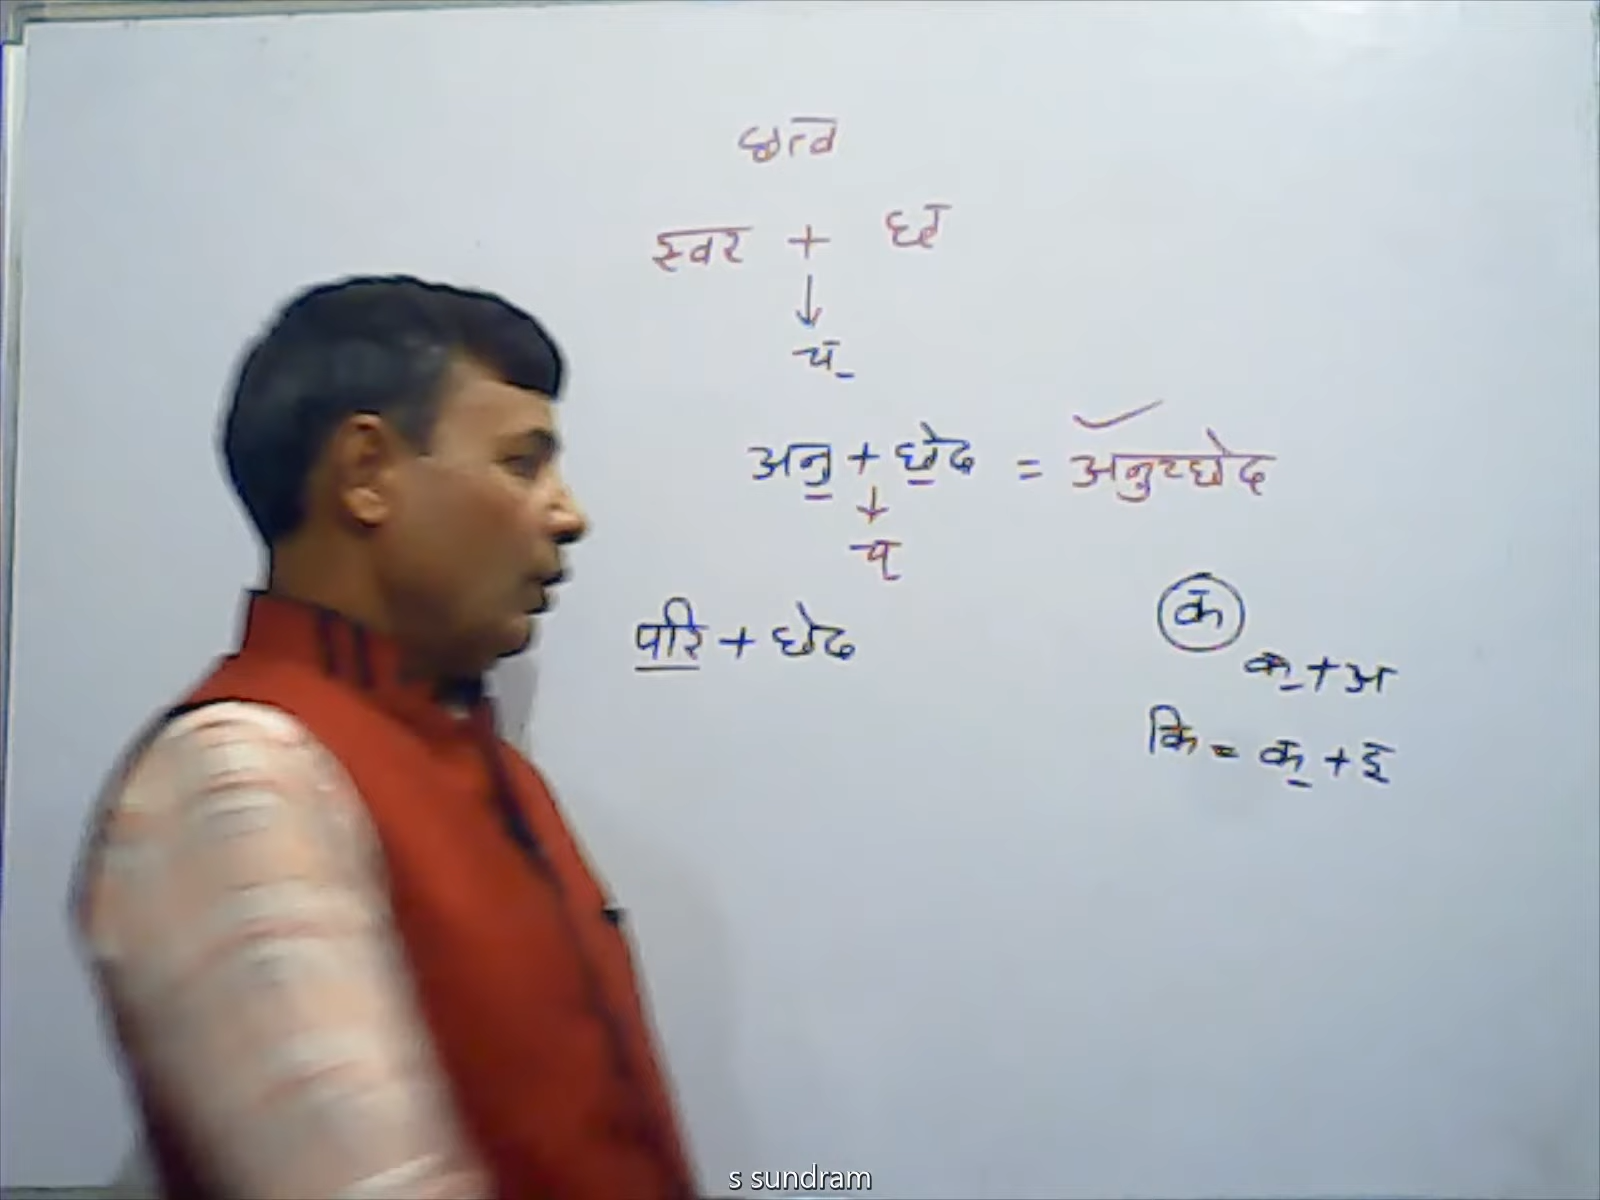 छत्व
स्वर + छ
↓
च्
अनु + छेद = अनुच्छेद
↓
च्
परि + छेद
क
क् + अ
कि = क् + इ
s sundram